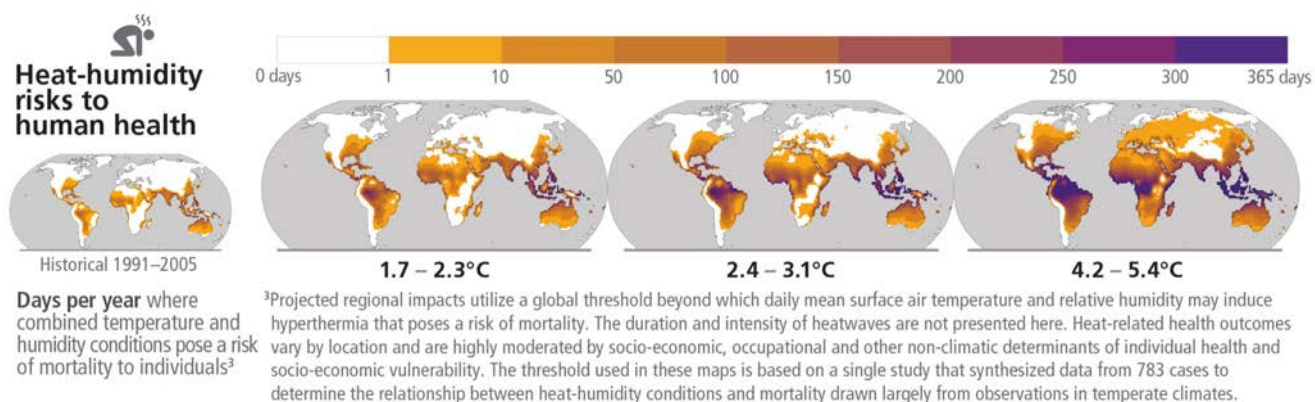 Heat-humidity
risks to
human health
0 days 1 10 50 100 150 200 250 300 365 days
Historical 1991–2005
1.7 – 2.3°C 2.4 – 3.1°C 4.2 – 5.4°C
Days per year where
combined temperature and
humidity conditions pose a risk
of mortality to individuals³
³Projected regional impacts utilize a global threshold beyond which daily mean surface air temperature and relative humidity may induce
hyperthermia that poses a risk of mortality. The duration and intensity of heatwaves are not presented here. Heat-related health outcomes
vary by location and are highly moderated by socio-economic, occupational and other non-climatic determinants of individual health and
socio-economic vulnerability. The threshold used in these maps is based on a single study that synthesized data from 783 cases to
determine the relationship between heat-humidity conditions and mortality drawn largely from observations in temperate climates.